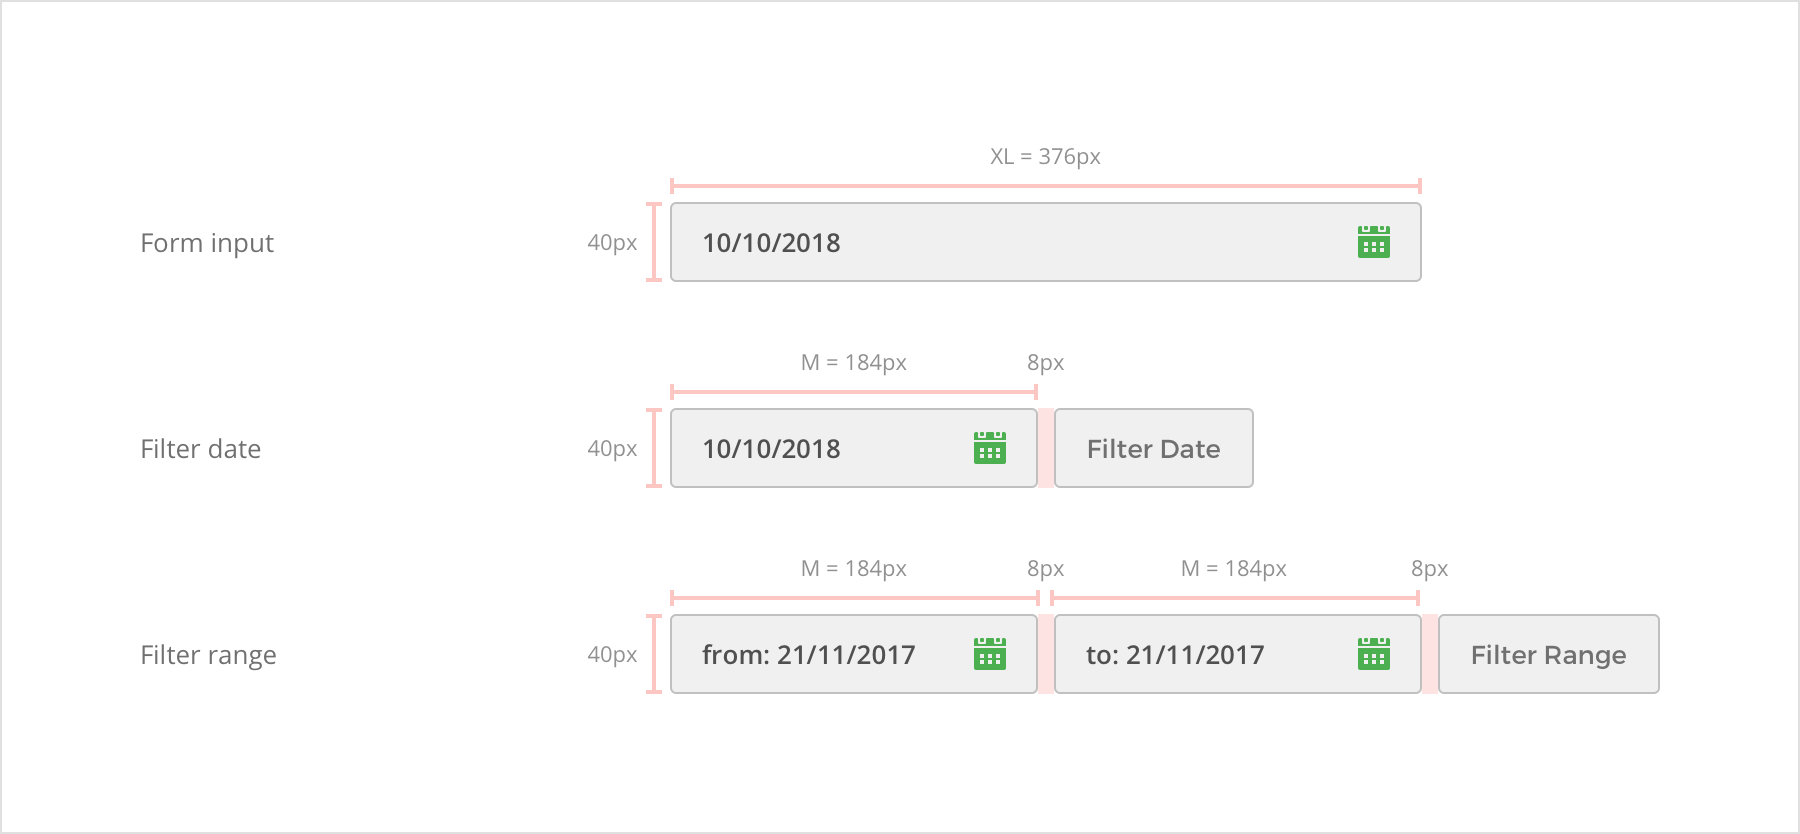 XL = 376px
Form input
40px
10/10/2018
M = 184px
8px
Filter date
40px
10/10/2018
Filter Date
M = 184px
8px
M = 184px
8px
Filter range
40px
from: 21/11/2017
to: 21/11/2017
Filter Range